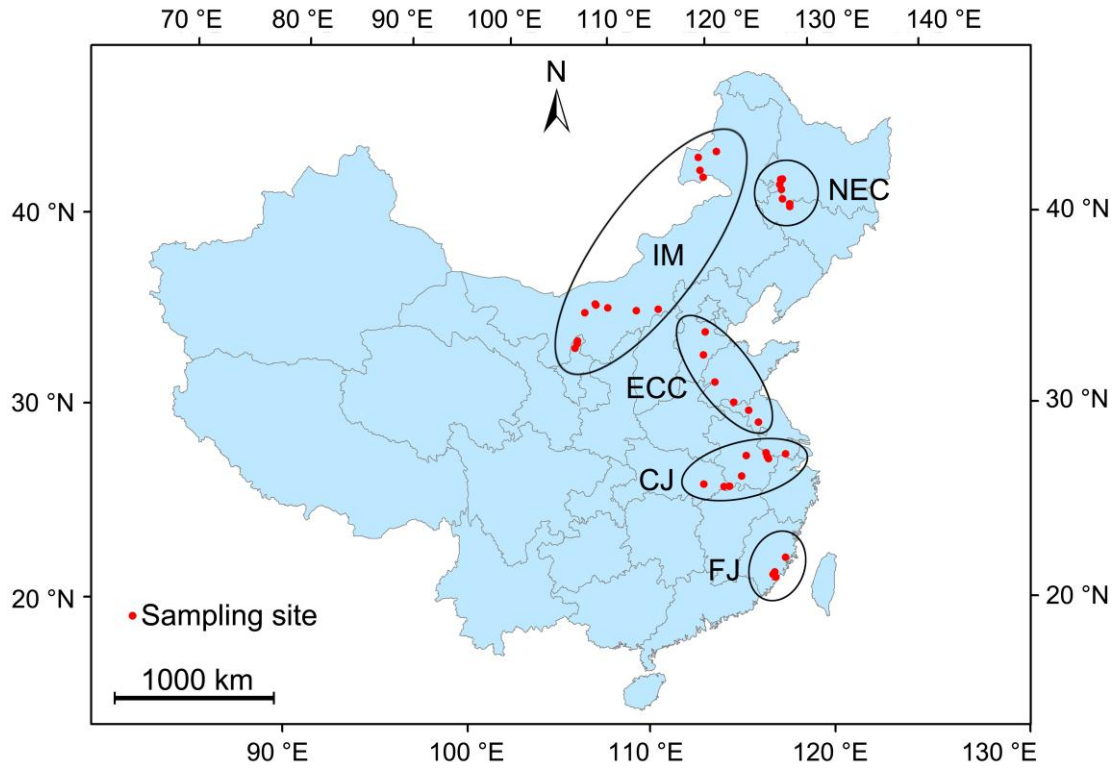 70 °E 80 °E 90 °E 100 °E 110 °E 120 °E 130 °E 140 °E
N
NEC
40 °N 40 °N
IM
ECC
30 °N 30 °N
CJ
FJ
20 °N 20 °N
Sampling site
1000 km
90 °E 100 °E 110 °E 120 °E 130 °E